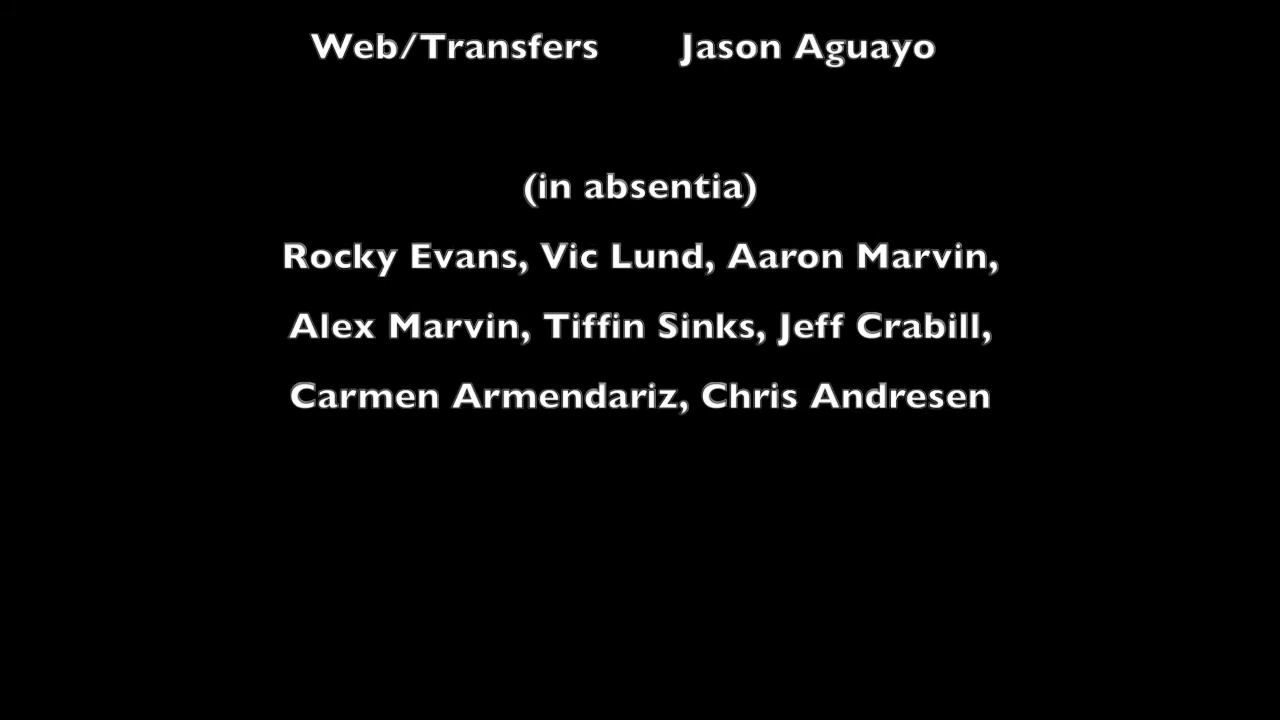 Web/Transfers Jason Aguayo
(in absentia)
Rocky Evans, Vic Lund, Aaron Marvin,
Alex Marvin, Tiffin Sinks, Jeff Crabill,
Carmen Armendariz, Chris Andresen